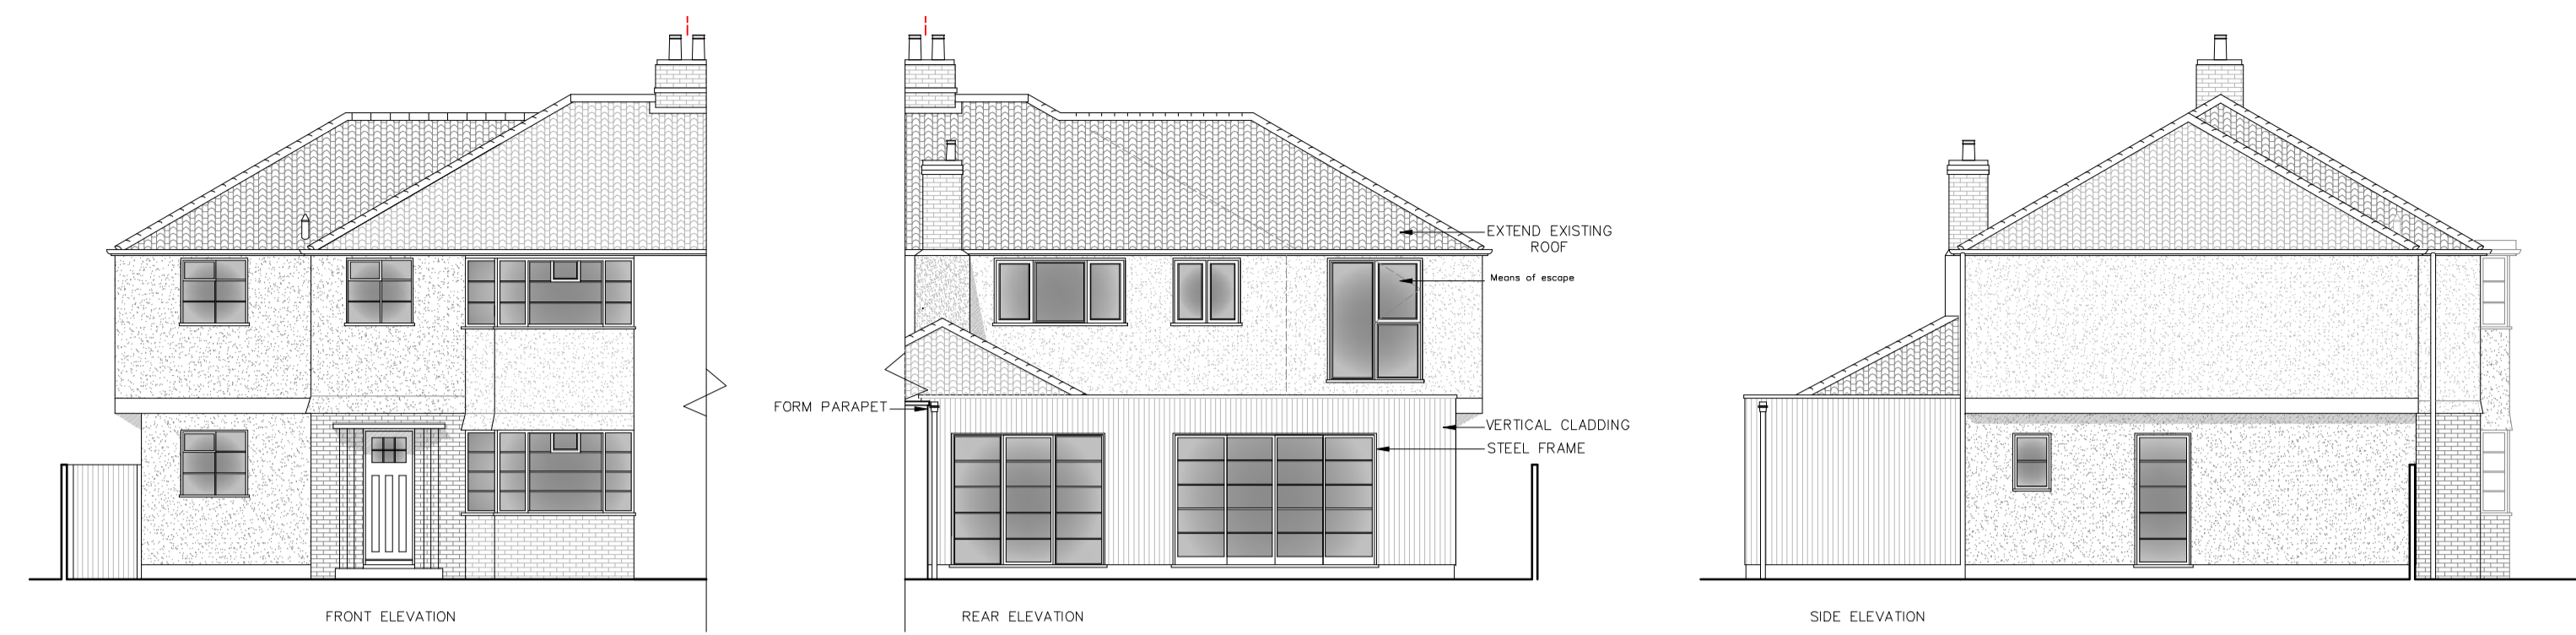 EXTEND EXISTING
ROOF
Means of escape
FORM PARAPET
VERTICAL CLADDING
STEEL FRAME
FRONT ELEVATION
REAR ELEVATION
SIDE ELEVATION